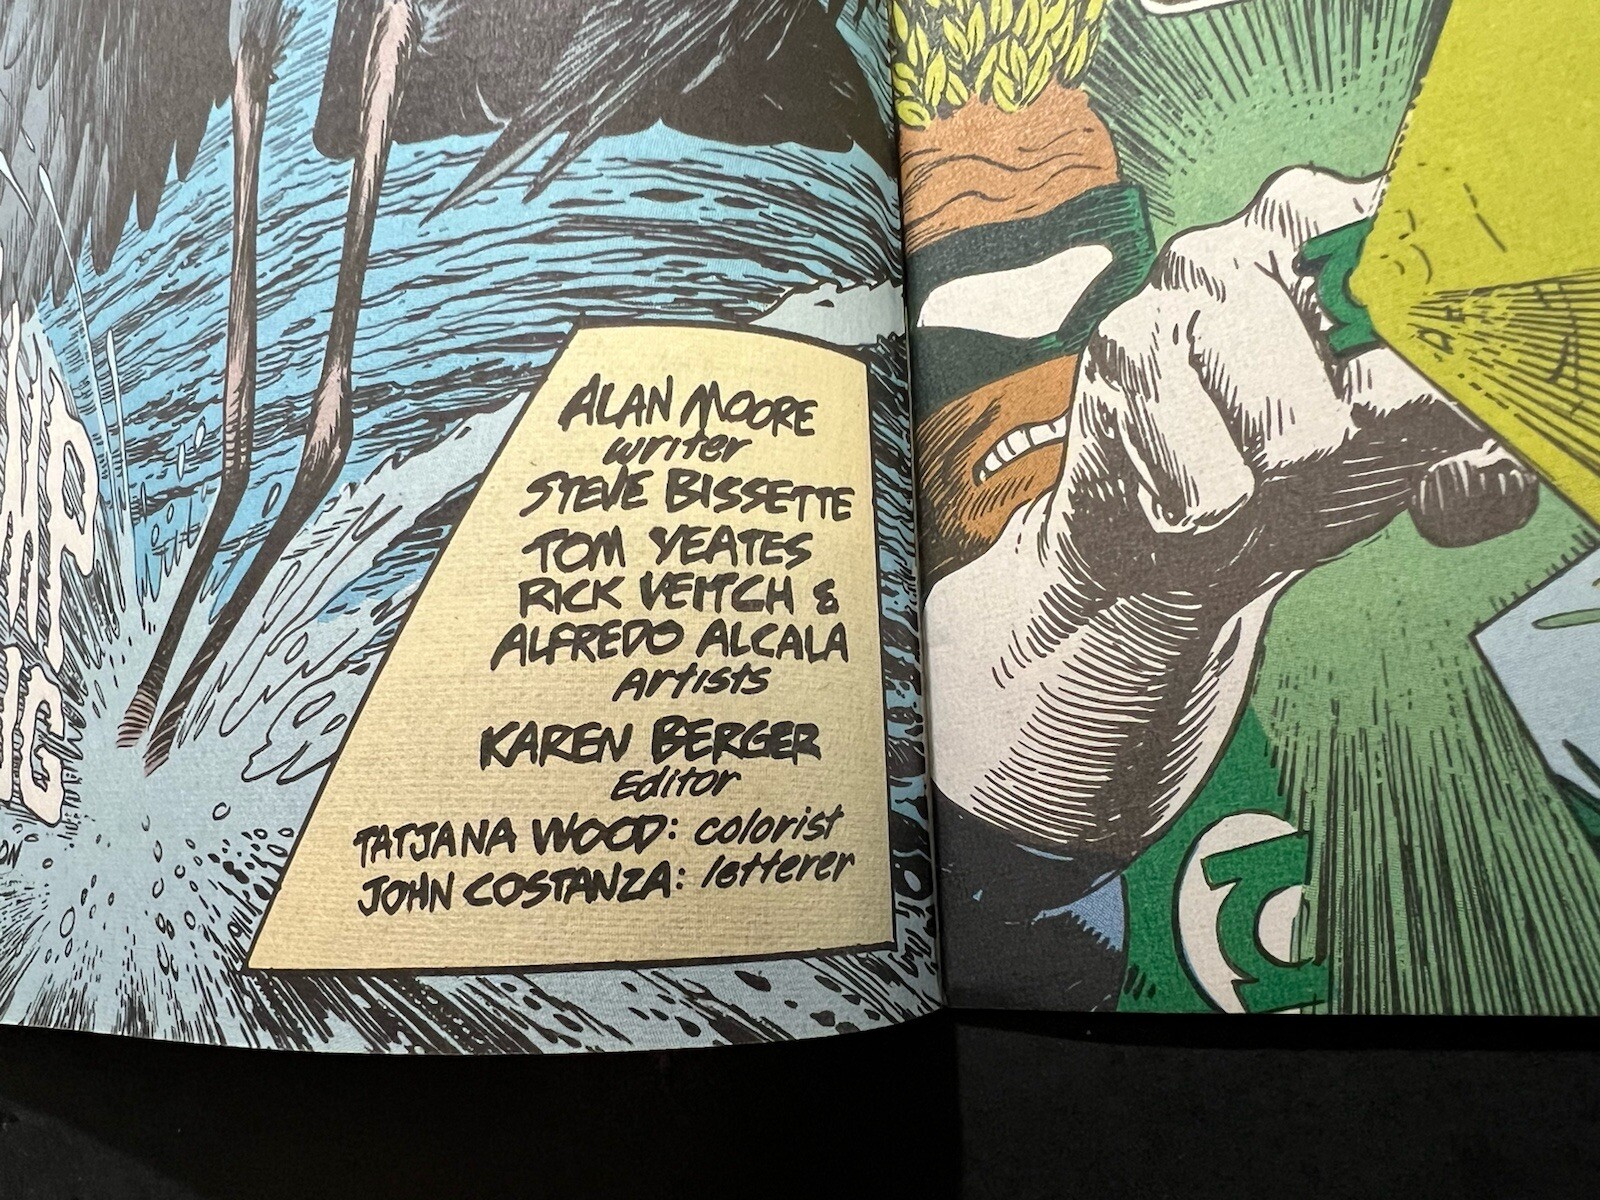 ALAN MOORE
writer
STEVE BISSETTE
TOM YEATES
RICK VEITCH &
ALFREDO ALCALA
Artists
KAREN BERGER
Editor
TATJANA WOOD: colorist
JOHN COSTANZA: letterer